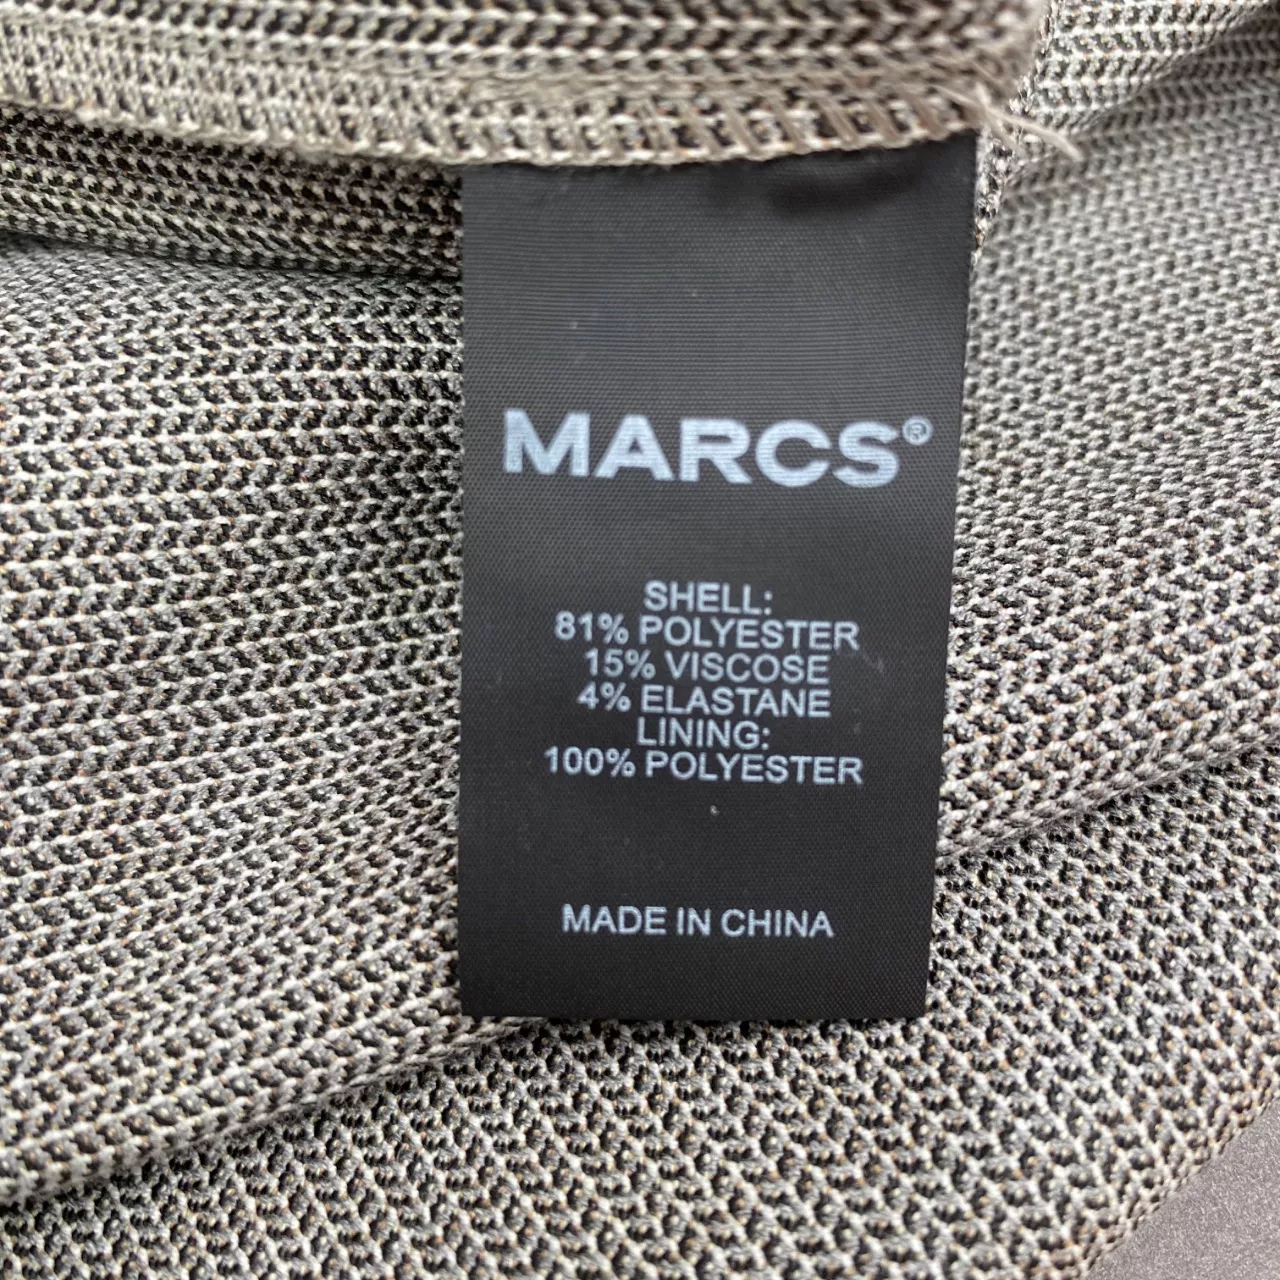 MARCS®
SHELL:
81% POLYESTER
15% VISCOSE
4% ELASTANE
LINING:
100% POLYESTER
MADE IN CHINA